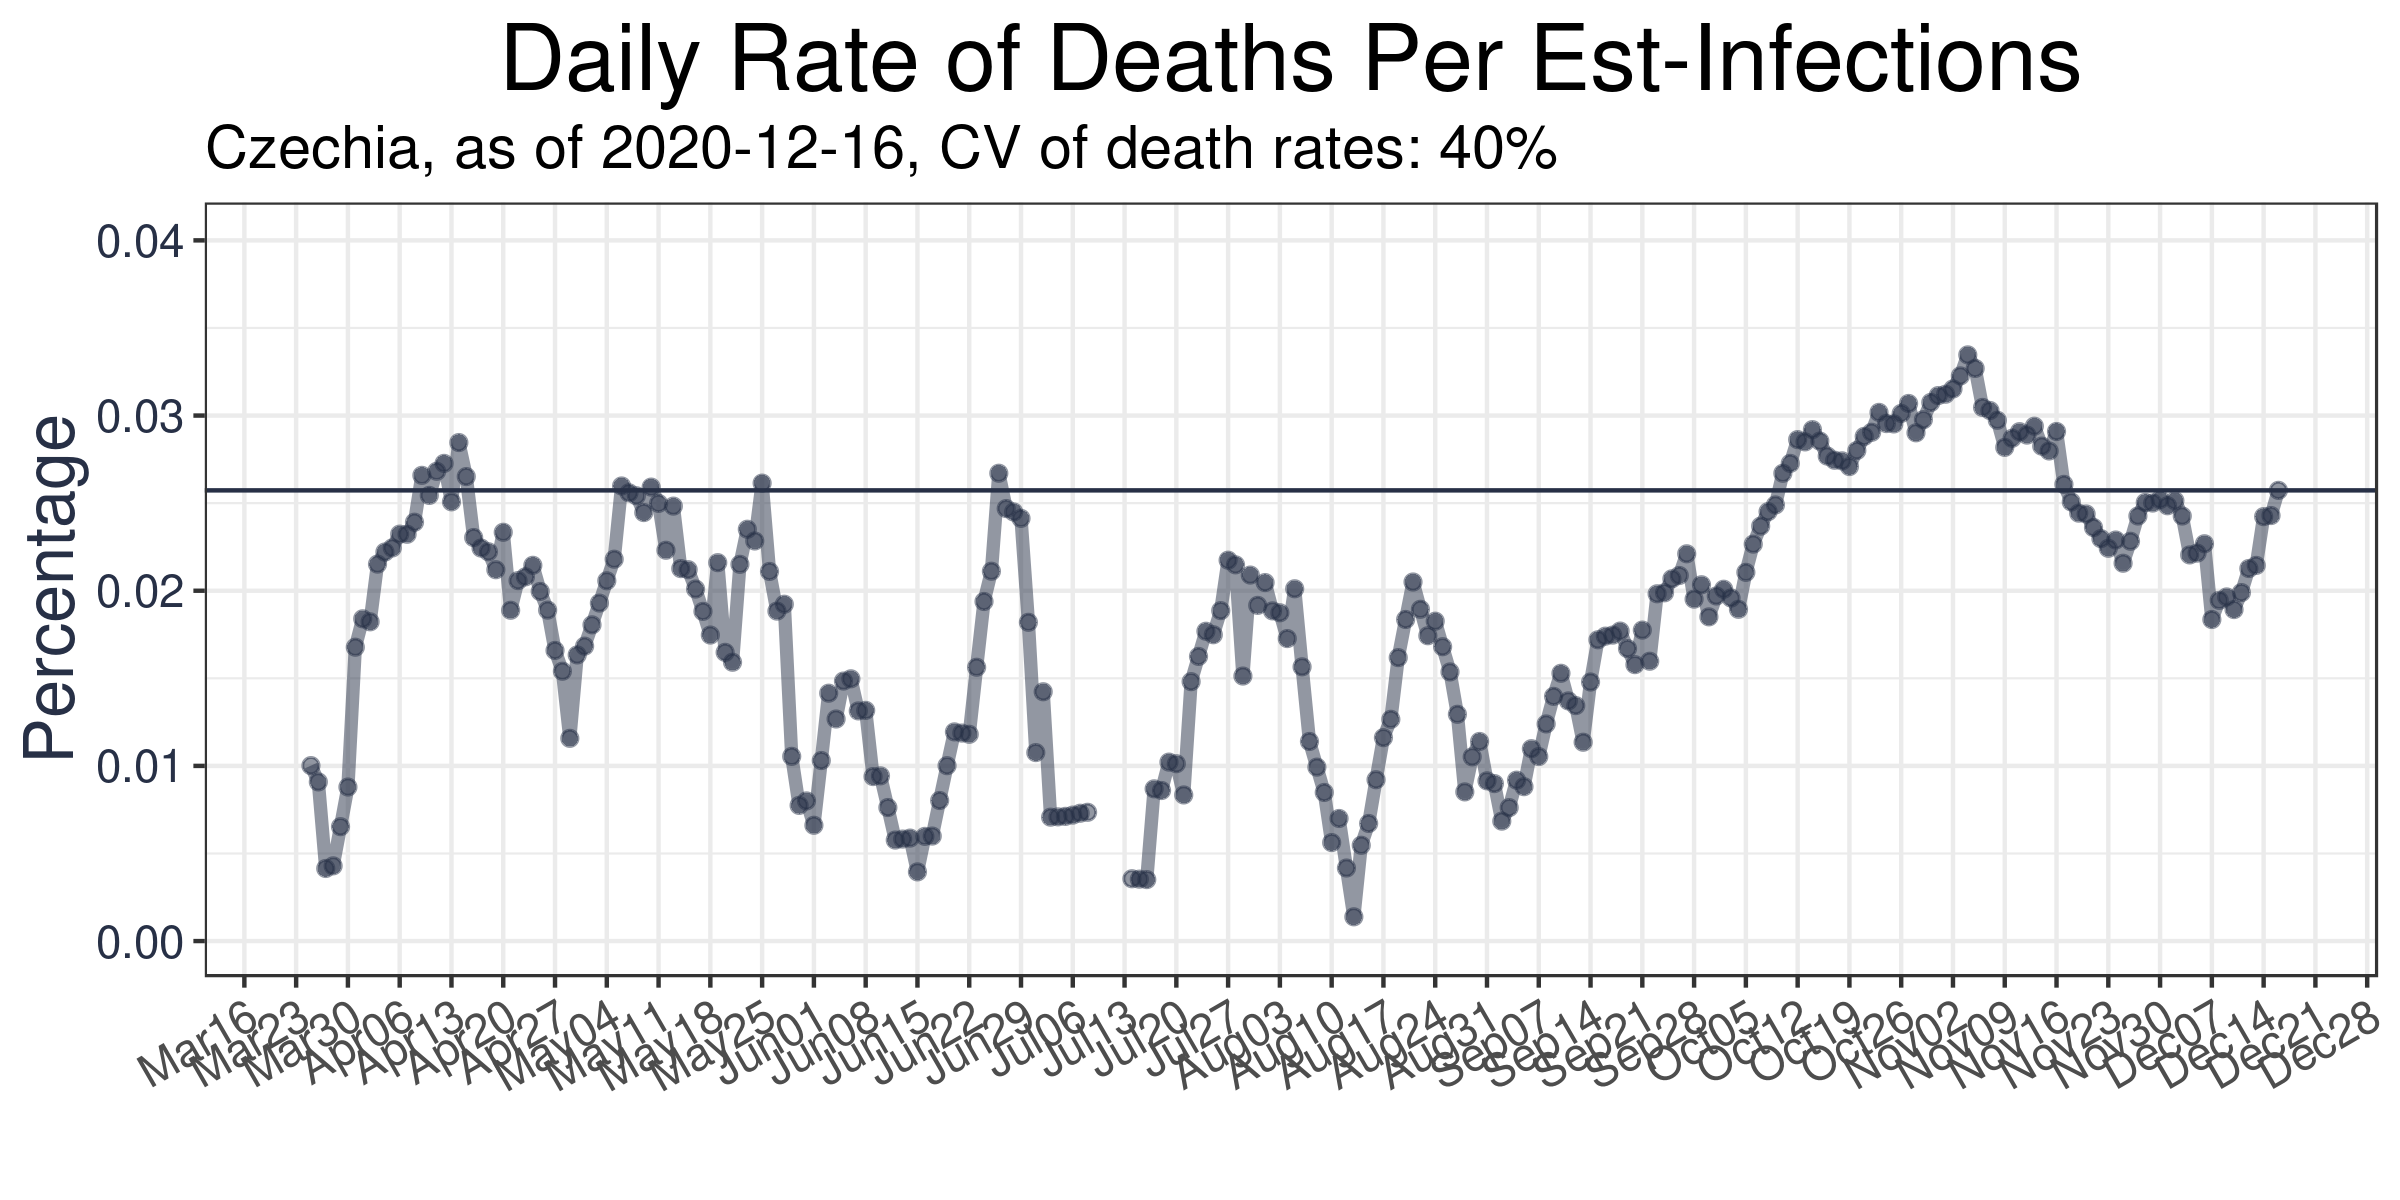 Daily Rate of Deaths Per Est-Infections
Czechia, as of 2020-12-16, CV of death rates: 40%
Percentage
0.04
0.03
0.02
0.01
0.00
Mar16
Mar23
Mar30
Apr06
Apr13
Apr20
Apr27
May04
May11
May18
May25
Jun01
Jun08
Jun15
Jun22
Jun29
Jul06
Jul13
Jul20
Jul27
Aug03
Aug10
Aug17
Aug24
Aug31
Sep07
Sep14
Sep21
Sep28
Oct05
Oct12
Oct19
Oct26
Nov02
Nov09
Nov16
Nov23
Nov30
Dec07
Dec14
Dec21
Dec28